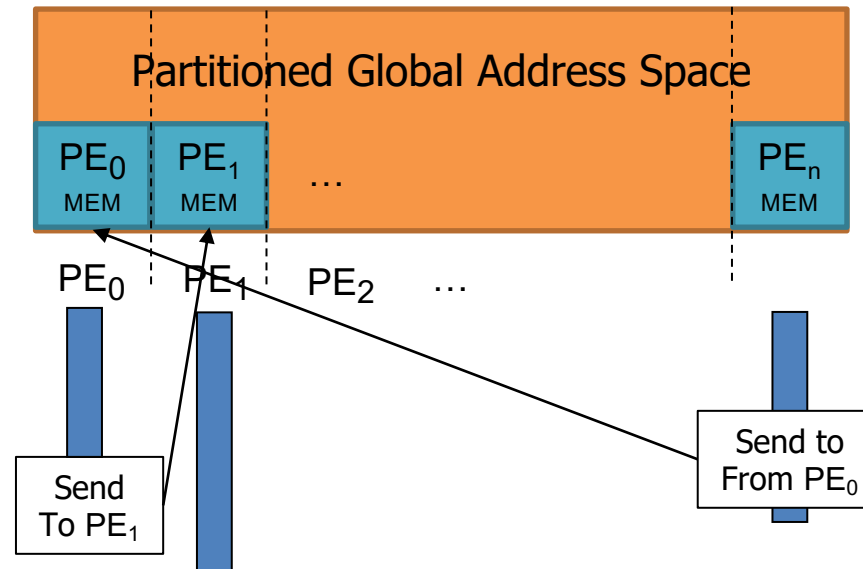 Partitioned Global Address Space
PE₀ PE₁ PEₙ
... 
MEM MEM MEM
PE₀ PE₁ PE₂ ...
Send to
From PE₀
Send
To PE₁